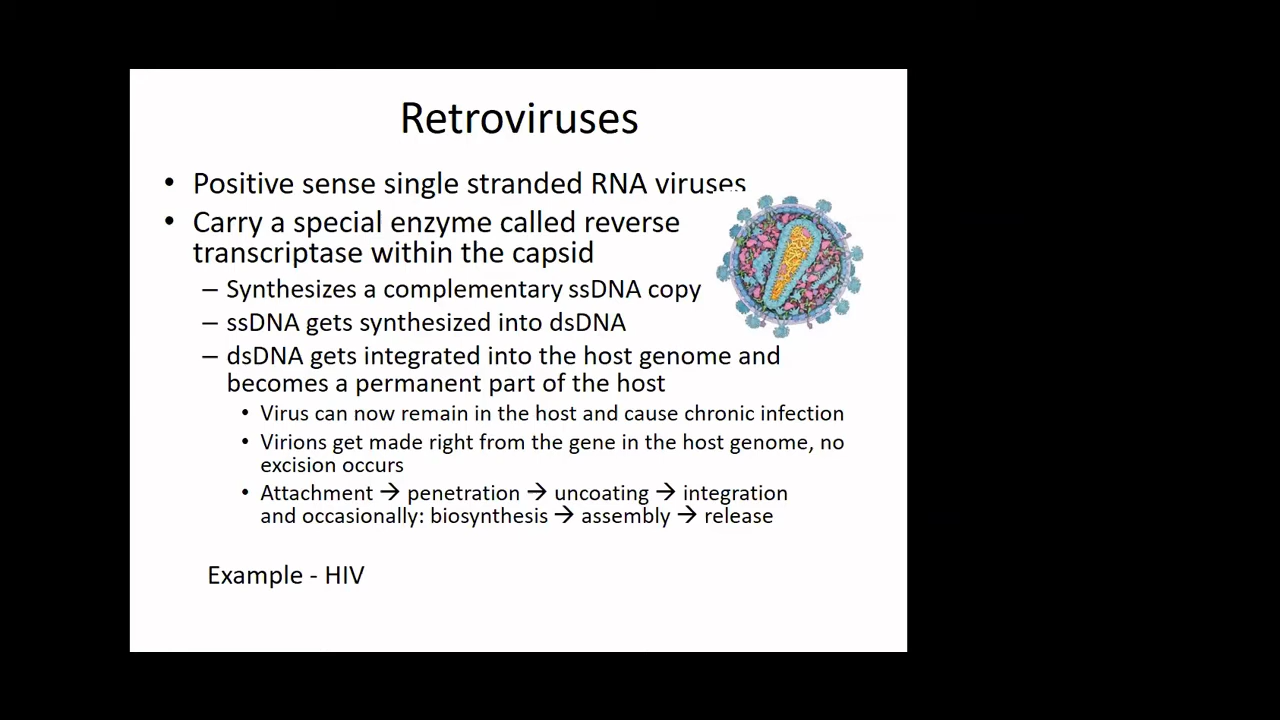 Retroviruses
• Positive sense single stranded RNA viruses
• Carry a special enzyme called reverse
transcriptase within the capsid
– Synthesizes a complementary ssDNA copy
– ssDNA gets synthesized into dsDNA
– dsDNA gets integrated into the host genome and
becomes a permanent part of the host
• Virus can now remain in the host and cause chronic infection
• Virions get made right from the gene in the host genome, no
excision occurs
• Attachment → penetration → uncoating → integration
and occasionally: biosynthesis → assembly → release
Example - HIV